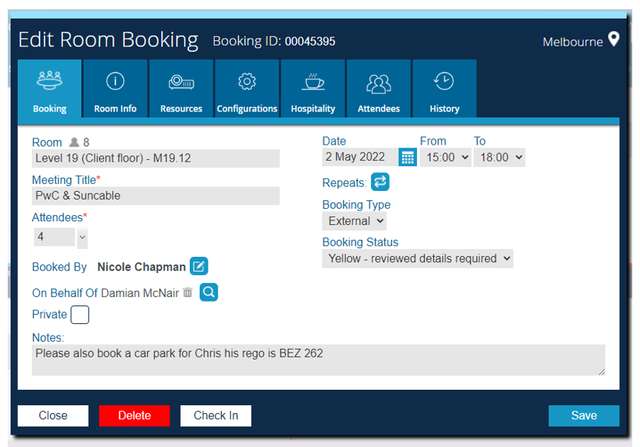 Edit Room Booking Booking ID: 00045395 Melbourne
Booking Room Info Resources Configurations Hospitality Attendees History
Room 8
Level 19 (Client floor) - M19.12
Meeting Title*
PwC & Suncable
Attendees*
4
Booked By Nicole Chapman
On Behalf Of Damian McNair
Private
Date From To
2 May 2022 15:00 18:00
Repeats:
Booking Type
External
Booking Status
Yellow - reviewed details required
Notes:
Please also book a car park for Chris his rego is BEZ 262
Close Delete Check In Save